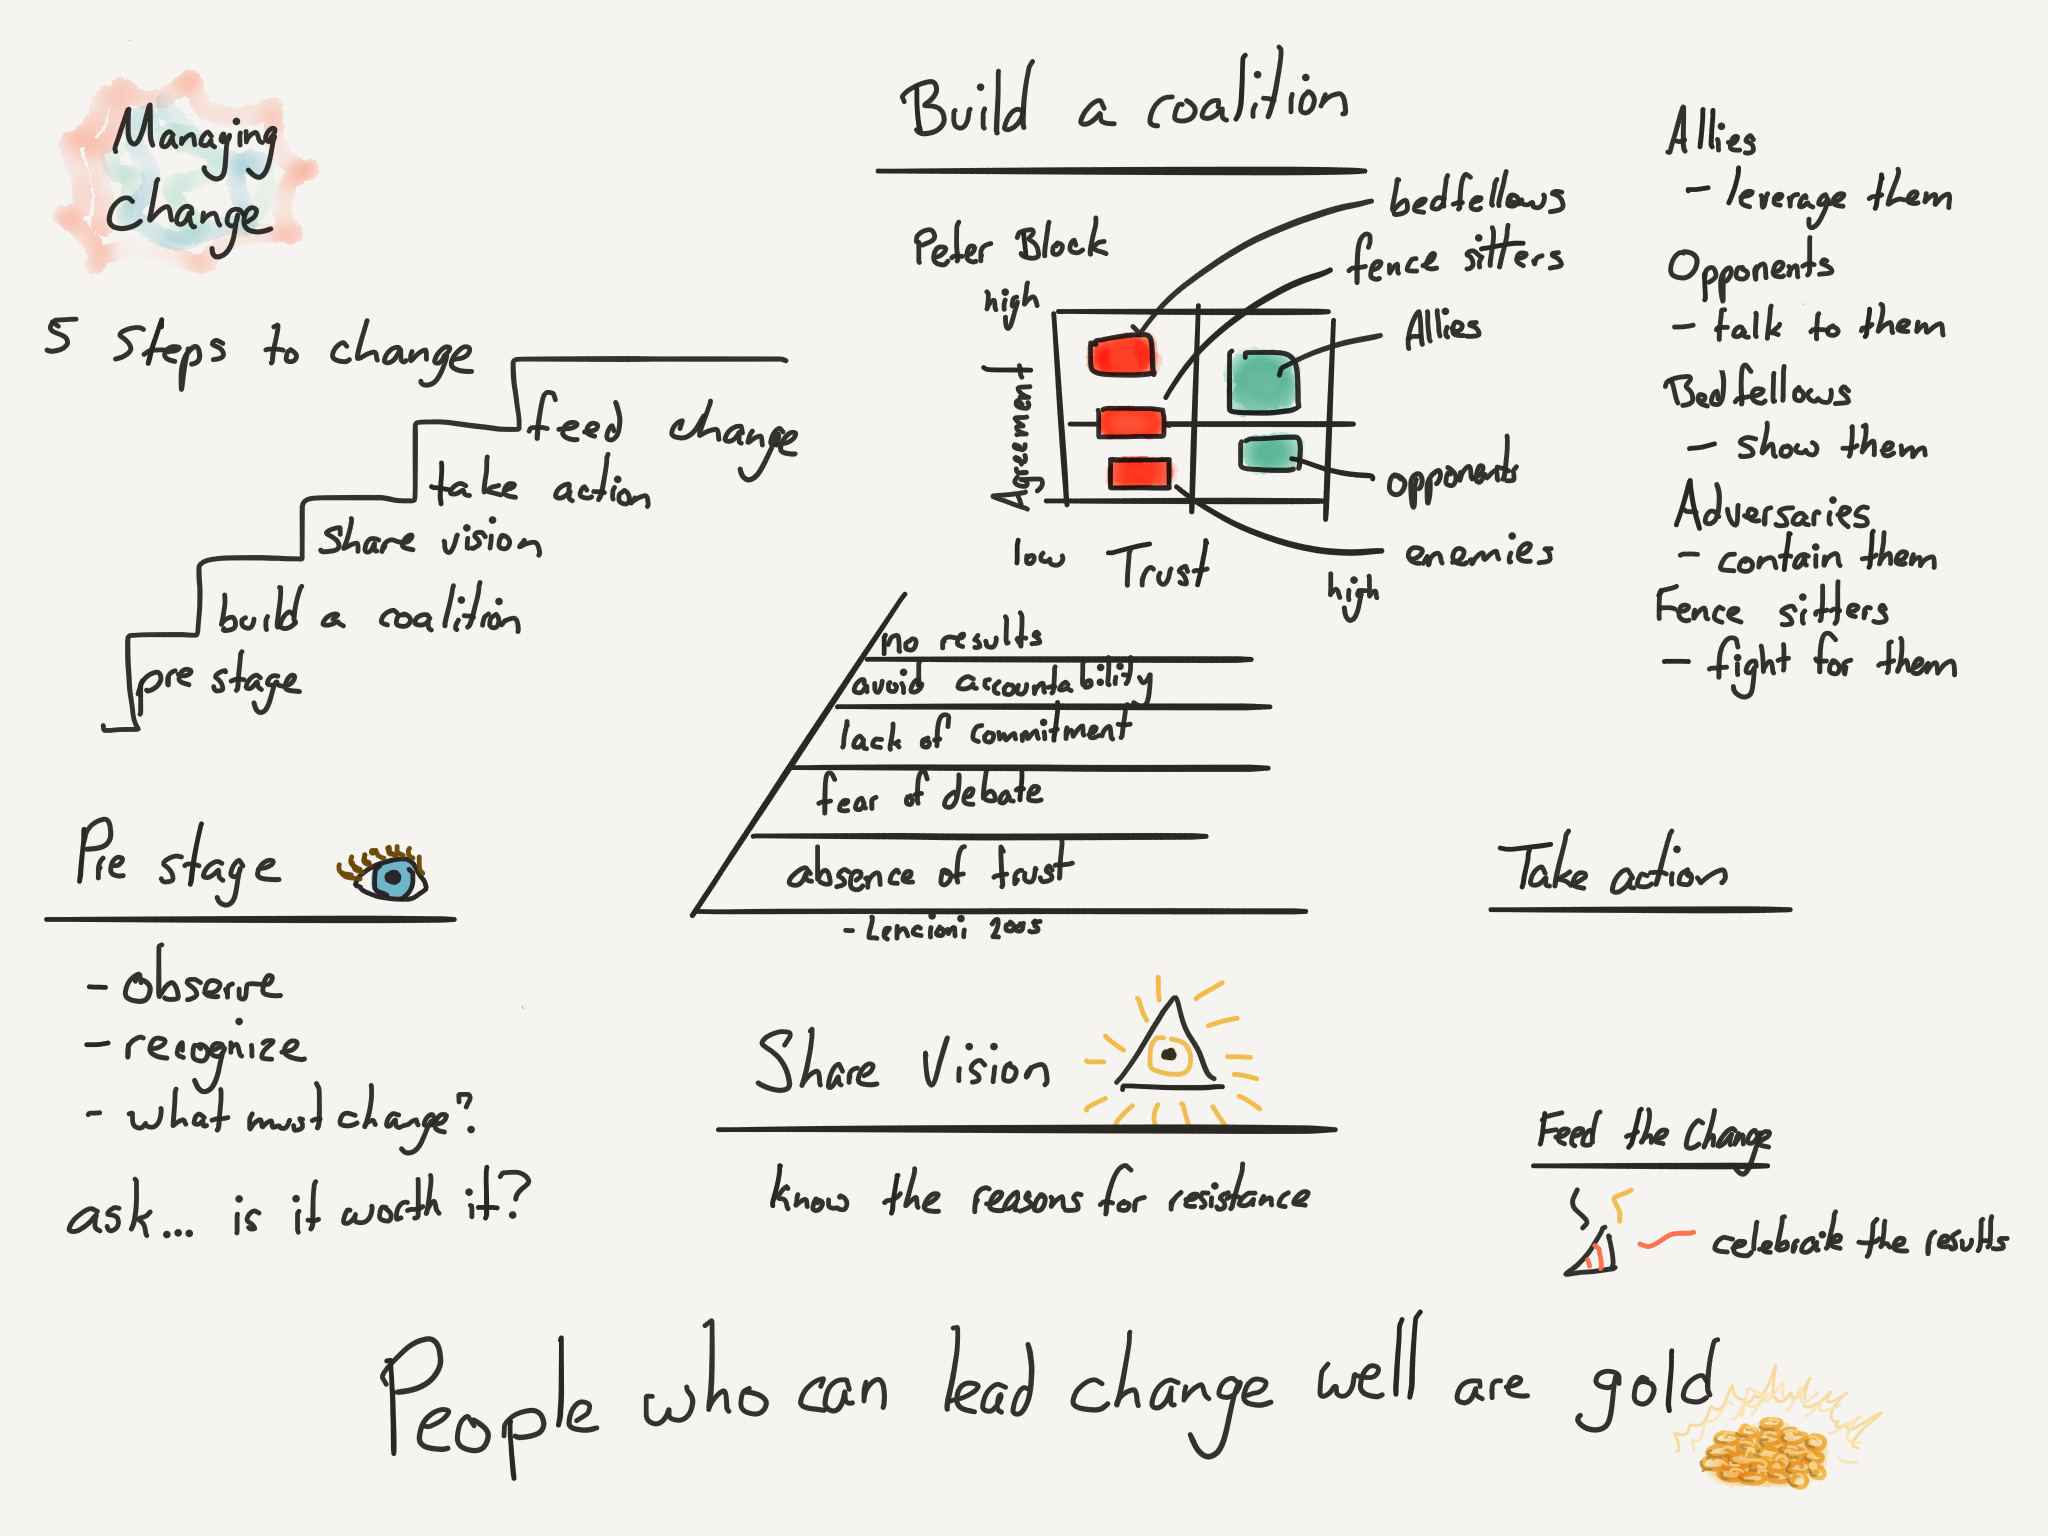 Managing
Change
5 Steps to change
feed change
take action
share vision
build a coalition
pre stage
Pre stage
- observe
- recognize
- what must change?
ask... is it worth it?
Build a coalition
Peter Block
high
Agreement
low
Trust
high
bedfellows
fence sitters
Allies
opponents
enemies
no results
avoid accountability
lack of commitment
fear of debate
absence of trust
- Lencioni 2005
Share Vision
know the reasons for resistance
Allies
- leverage them
Opponents
- talk to them
Bedfellows
- show them
Adversaries
- contain them
Fence sitters
- fight for them
Take action
Feed the Change
celebrate the results
People who can lead change well are gold